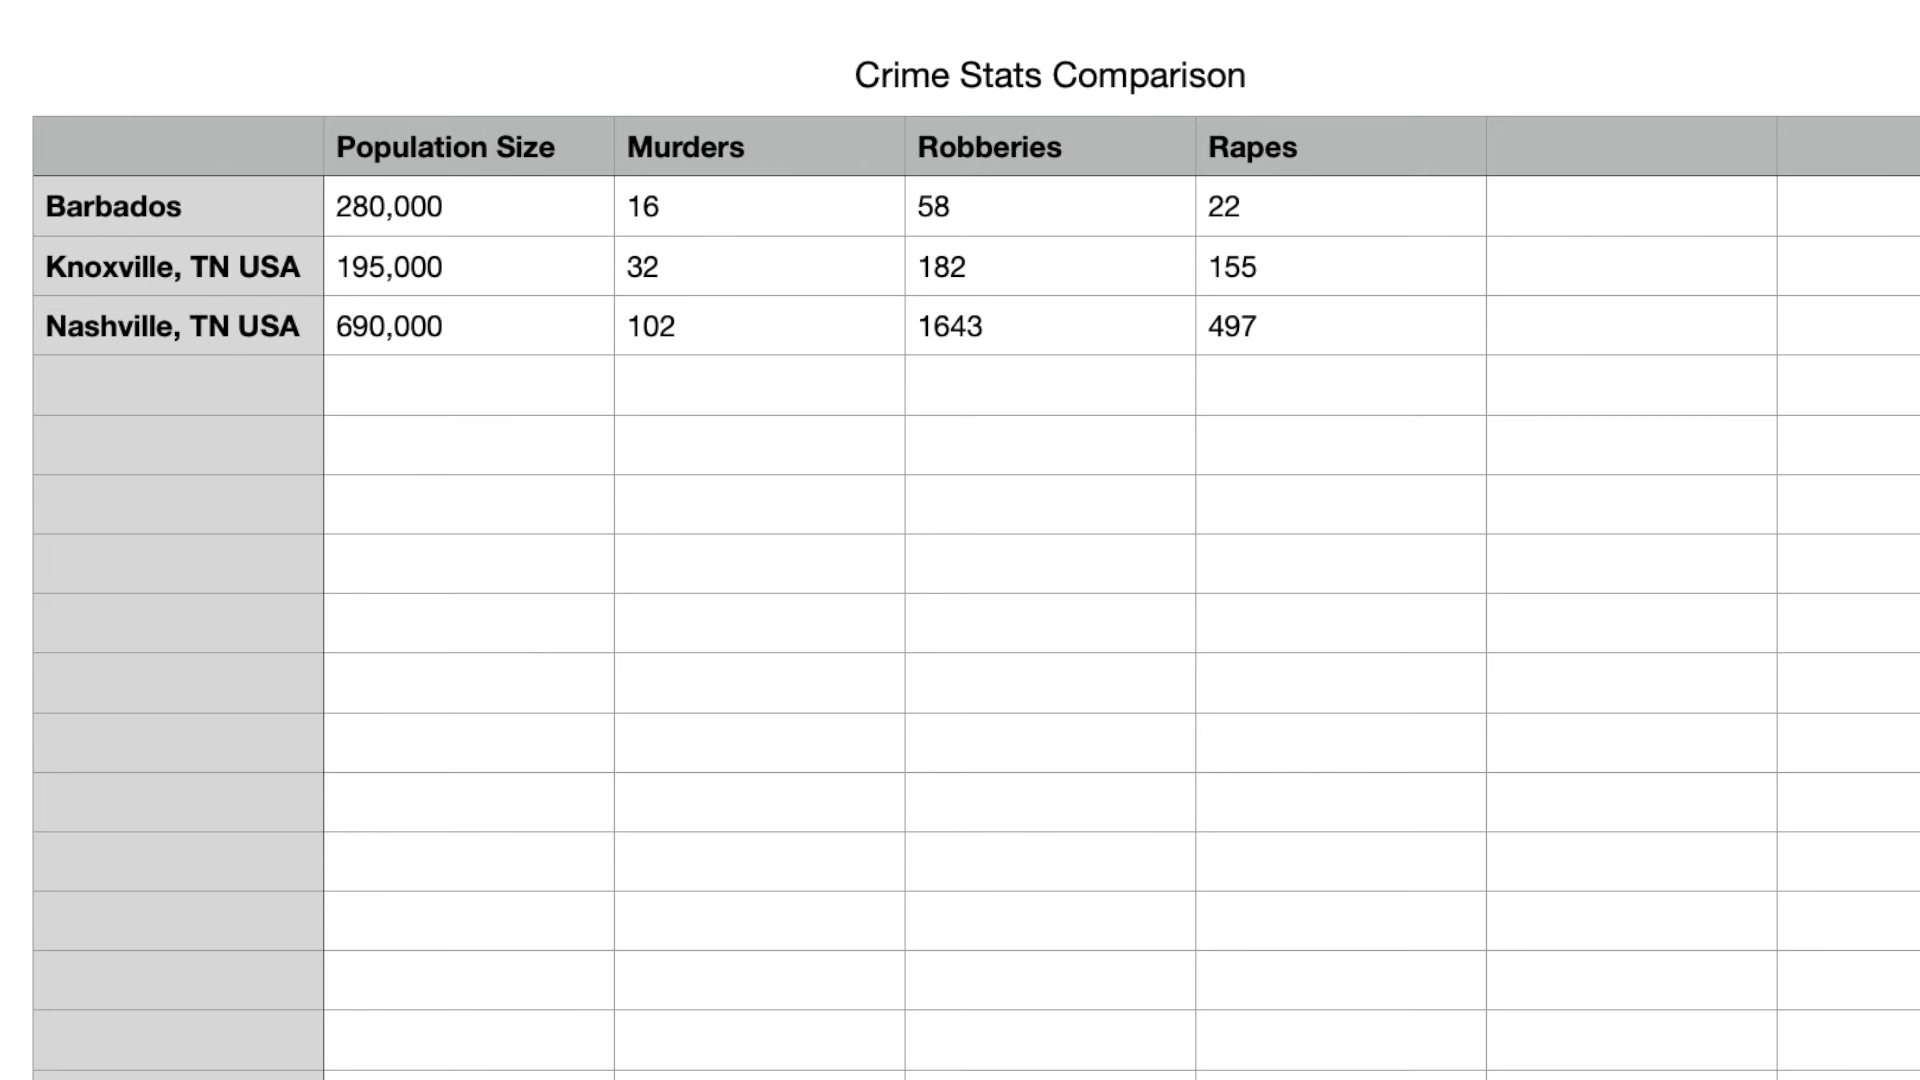 Crime Stats Comparison
Population Size Murders Robberies Rapes
Barbados 280,000 16 58 22
Knoxville, TN USA 195,000 32 182 155
Nashville, TN USA 690,000 102 1643 497